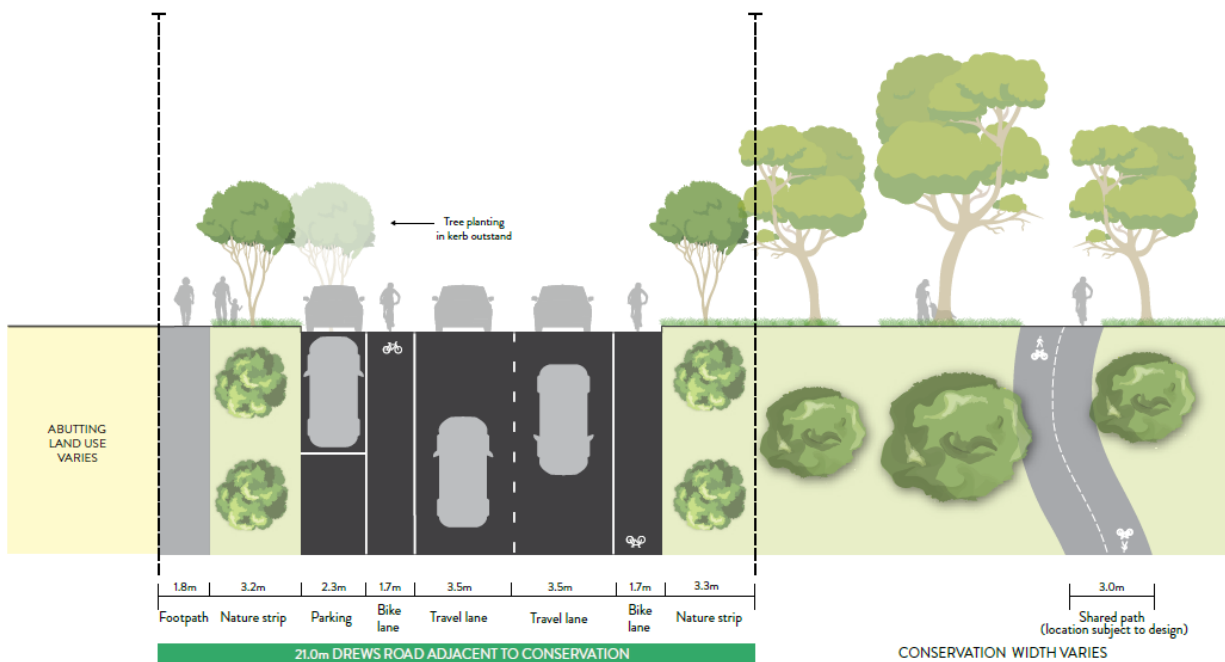 Tree planting
in kerb outstand
ABUTTING
LAND USE
VARIES
1.8m 3.2m 2.3m 1.7m 3.5m 3.5m 1.7m 3.3m 3.0m
Footpath Nature strip Parking Bike
lane Travel lane Travel lane Bike
lane Nature strip Shared path
(location subject to design)
21.0m DREWS ROAD ADJACENT TO CONSERVATION
CONSERVATION WIDTH VARIES